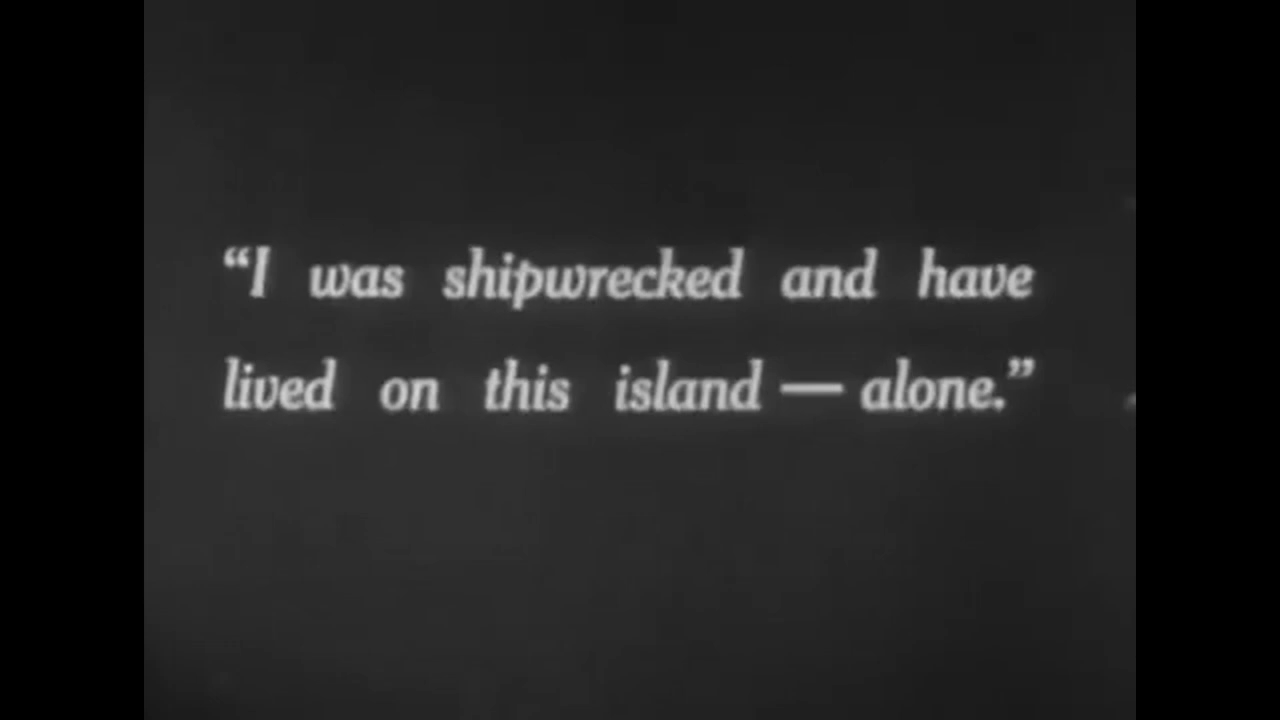 “I was shipwrecked and have
lived on this island — alone.”